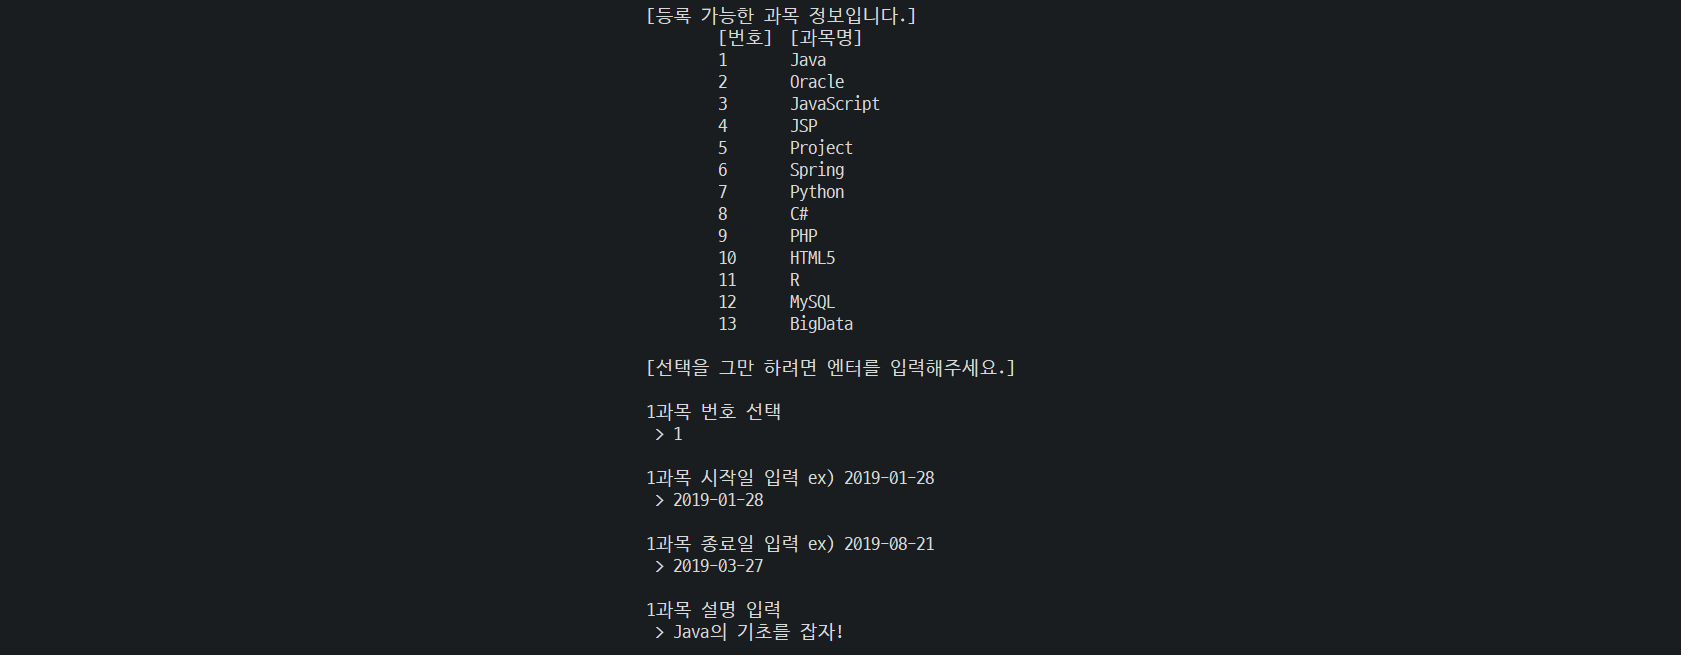 [등록 가능한 과목 정보입니다.]
[번호] [과목명]
1 Java
2 Oracle
3 JavaScript
4 JSP
5 Project
6 Spring
7 Python
8 C#
9 PHP
10 HTML5
11 R
12 MySQL
13 BigData
[선택을 그만 하려면 엔터를 입력해주세요.]
1과목 번호 선택
> 1
1과목 시작일 입력 ex) 2019-01-28
> 2019-01-28
1과목 종료일 입력 ex) 2019-08-21
> 2019-03-27
1과목 설명 입력
> Java의 기초를 잡자!